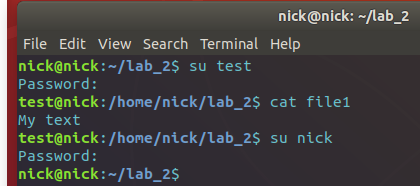 nick@nick: ~/lab_2
File Edit View Search Terminal Help
nick@nick:~/lab_2$ su test
Password:
test@nick:/home/nick/lab_2$ cat file1
My text
test@nick:/home/nick/lab_2$ su nick
Password:
nick@nick:~/lab_2$